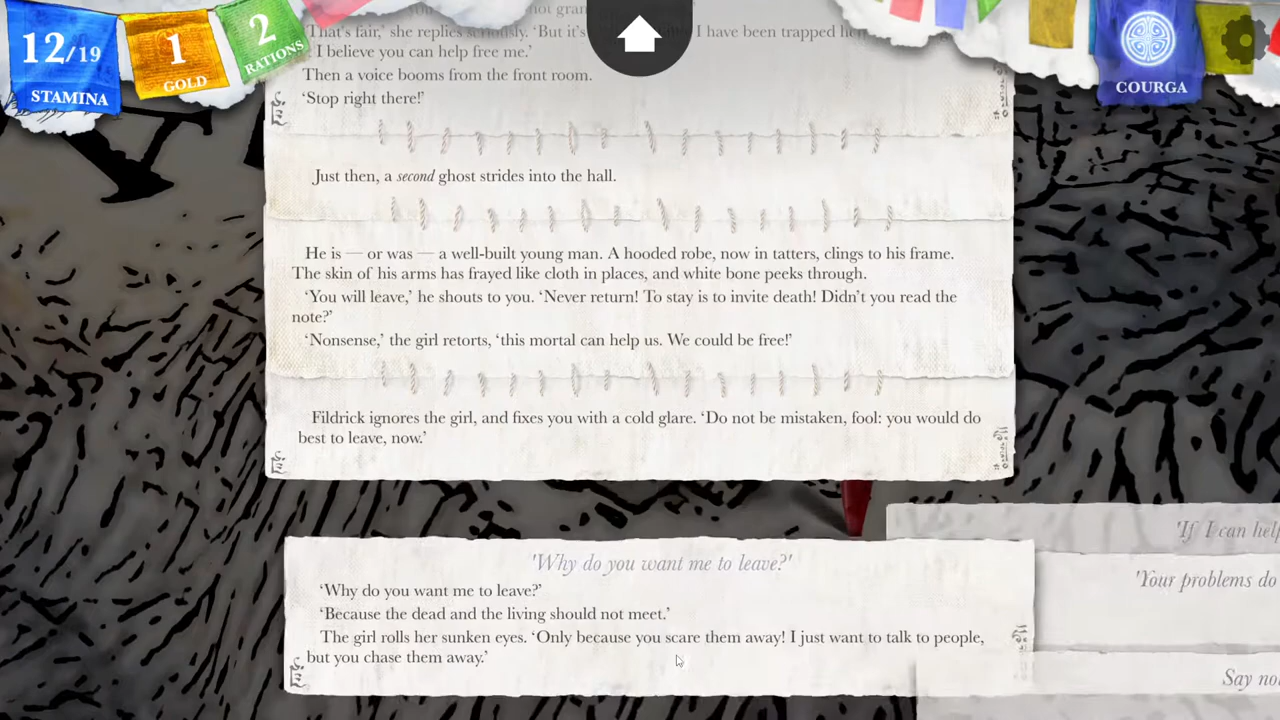 12/19
STAMINA
1
GOLD
2
RATIONS
COURGA
you
not gran
'That's fair,' she replies seriously. 'But it's
I have been trapped her
I believe you can help free me.'
Then a voice booms from the front room.
'Stop right there!'
Just then, a second ghost strides into the hall.
He is — or was — a well-built young man. A hooded robe, now in tatters, clings to his frame.
The skin of his arms has frayed like cloth in places, and white bone peeks through.
'You will leave,' he shouts to you. 'Never return! To stay is to invite death! Didn't you read the
note?'
'Nonsense,' the girl retorts, 'this mortal can help us. We could be free!'
Fildrick ignores the girl, and fixes you with a cold glare. 'Do not be mistaken, fool: you would do
best to leave, now.'
'If I can help
'Why do you want me to leave?'
'Your problems do
'Why do you want me to leave?'
'Because the dead and the living should not meet.'
The girl rolls her sunken eyes. 'Only because you scare them away! I just want to talk to people,
but you chase them away.'
Say no